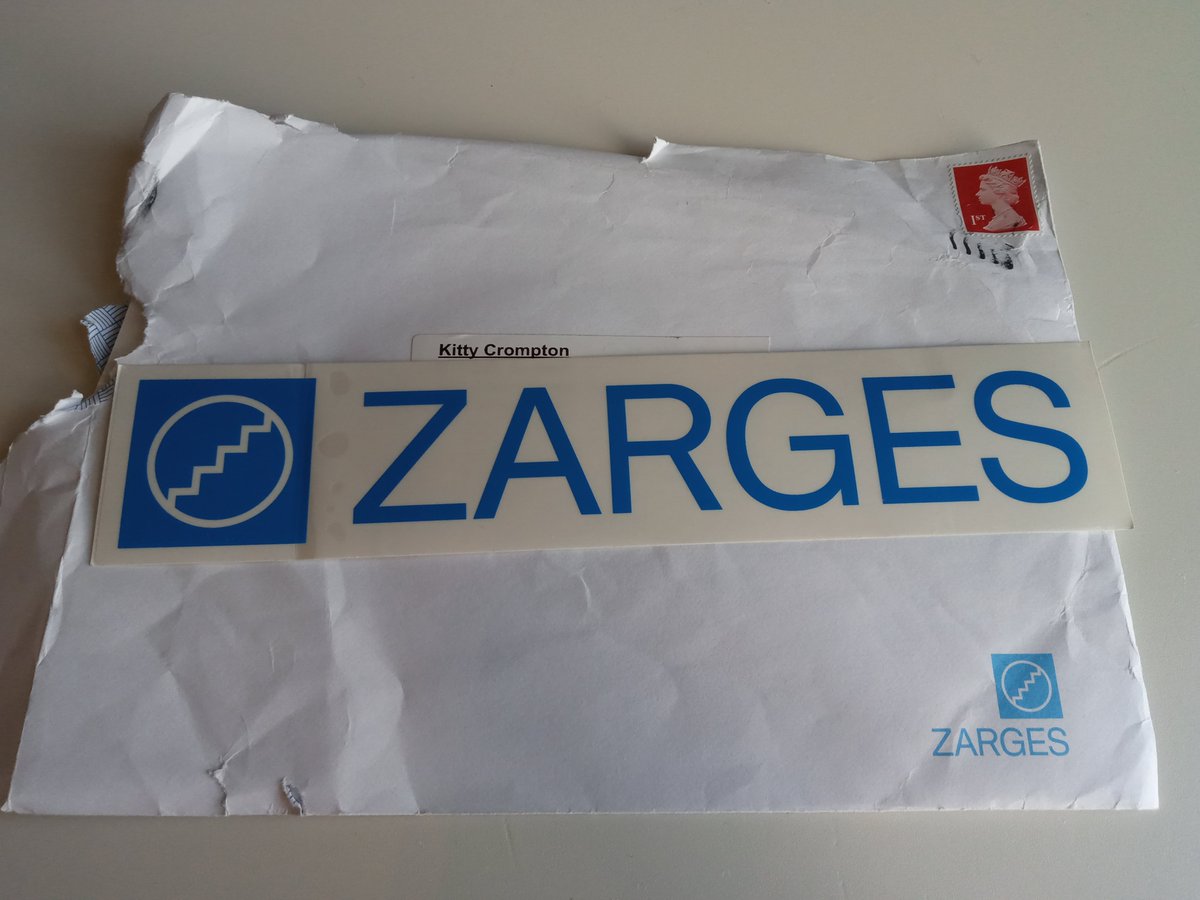 1ST
Kitty Crompton
ZARGES
ZARGES